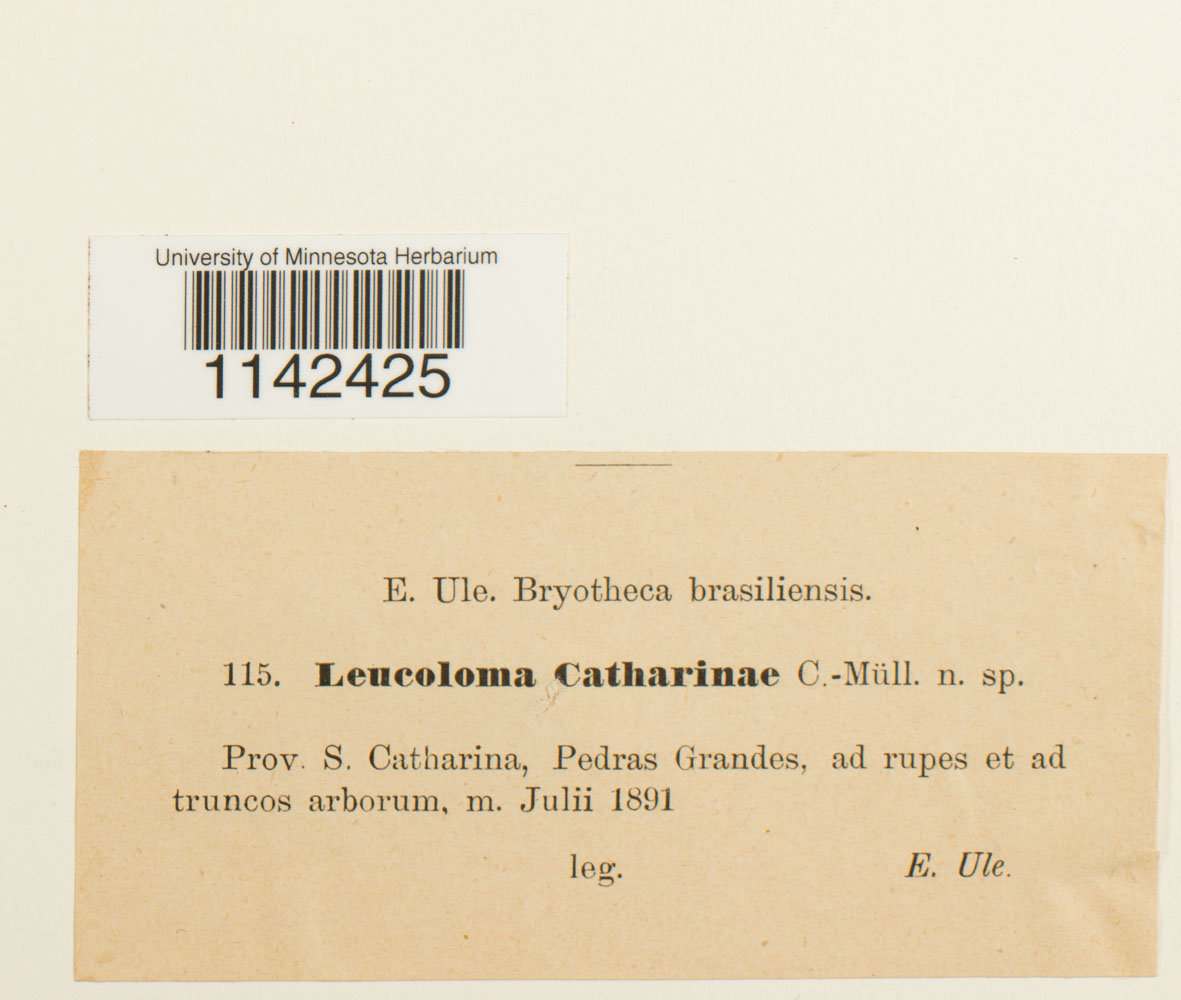 University of Minnesota Herbarium
1142425
E. Ule. Bryotheca brasiliensis.
115. Leucoloma Catharinae C.-Müll. n. sp.
Prov. S. Catharina, Pedras Grandes, ad rupes et ad
truncos arborum, m. Julii 1891
leg. E. Ule.